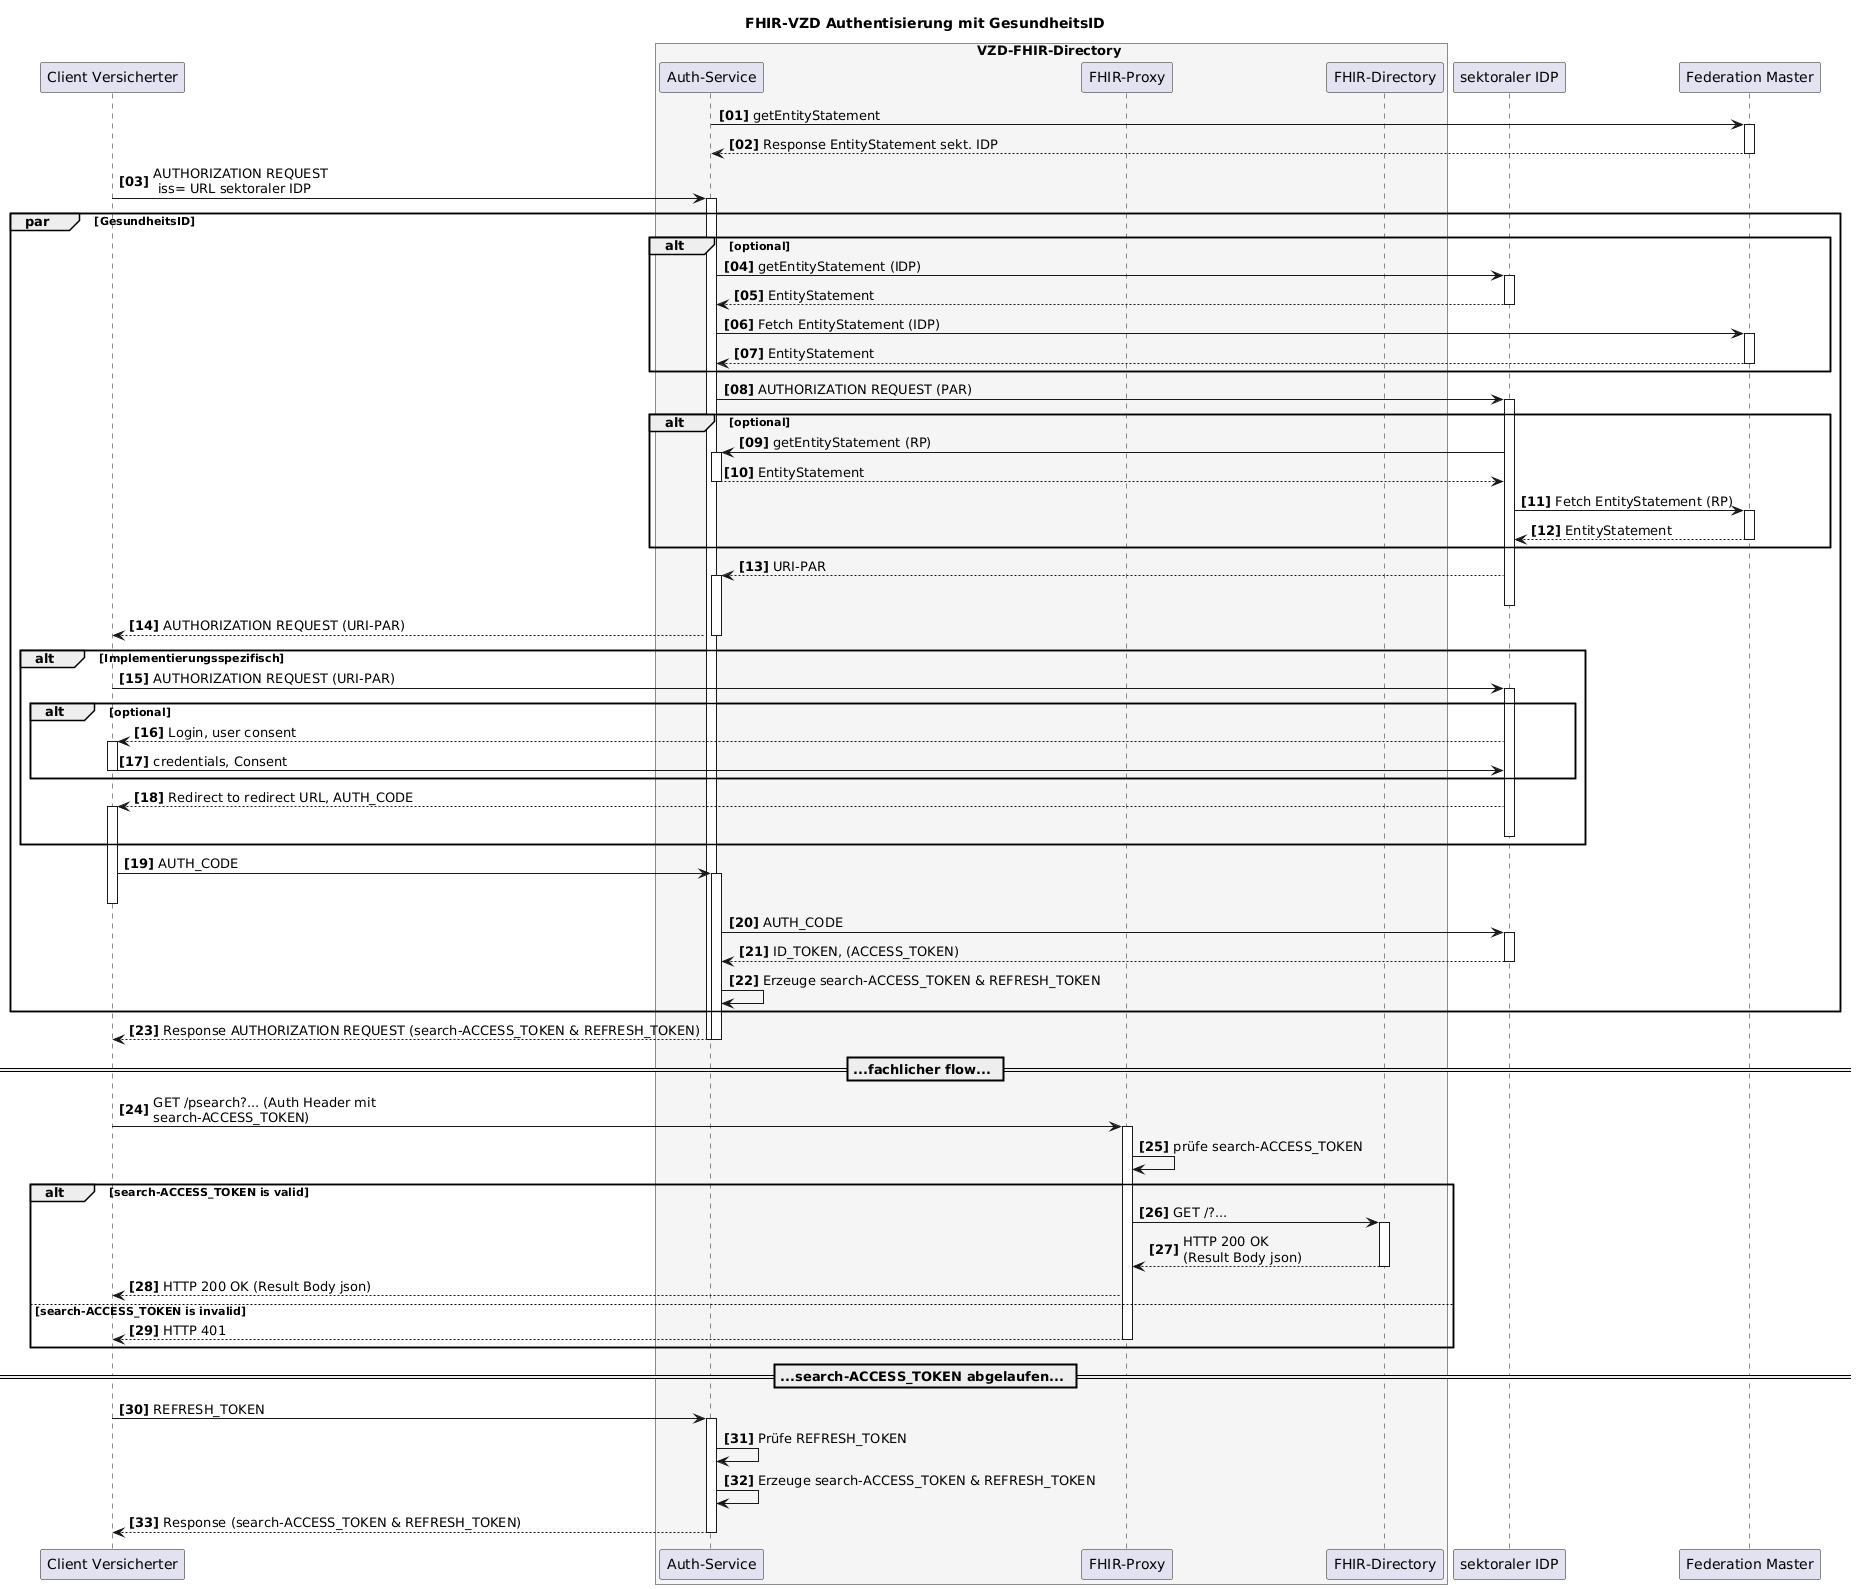 FHIR-VZD Authentisierung mit GesundheitsID
VZD-FHIR-Directory
Client Versicherter
Auth-Service
FHIR-Proxy
FHIR-Directory
sektoraler IDP
Federation Master
[01] getEntityStatement
[02] Response EntityStatement sekt. IDP
[03] AUTHORIZATION REQUEST
iss= URL sektoraler IDP
par [GesundheitsID]
alt [optional]
[04] getEntityStatement (IDP)
[05] EntityStatement
[06] Fetch EntityStatement (IDP)
[07] EntityStatement
[08] AUTHORIZATION REQUEST (PAR)
alt [optional]
[09] getEntityStatement (RP)
[10] EntityStatement
[11] Fetch EntityStatement (RP)
[12] EntityStatement
[13] URI-PAR
[14] AUTHORIZATION REQUEST (URI-PAR)
alt [Implementierungsspezifisch]
[15] AUTHORIZATION REQUEST (URI-PAR)
alt [optional]
[16] Login, user consent
[17] credentials, Consent
[18] Redirect to redirect URL, AUTH_CODE
[19] AUTH_CODE
[20] AUTH_CODE
[21] ID_TOKEN, (ACCESS_TOKEN)
[22] Erzeuge search-ACCESS_TOKEN & REFRESH_TOKEN
[23] Response AUTHORIZATION REQUEST (search-ACCESS_TOKEN & REFRESH_TOKEN)
...fachlicher flow...
[24] GET /psearch?... (Auth Header mit
search-ACCESS_TOKEN)
[25] prüfe search-ACCESS_TOKEN
alt [search-ACCESS_TOKEN is valid]
[26] GET /?...
[27] HTTP 200 OK
(Result Body json)
[28] HTTP 200 OK (Result Body json)
[search-ACCESS_TOKEN is invalid]
[29] HTTP 401
...search-ACCESS_TOKEN abgelaufen...
[30] REFRESH_TOKEN
[31] Prüfe REFRESH_TOKEN
[32] Erzeuge search-ACCESS_TOKEN & REFRESH_TOKEN
[33] Response (search-ACCESS_TOKEN & REFRESH_TOKEN)
Client Versicherter
Auth-Service
FHIR-Proxy
FHIR-Directory
sektoraler IDP
Federation Master